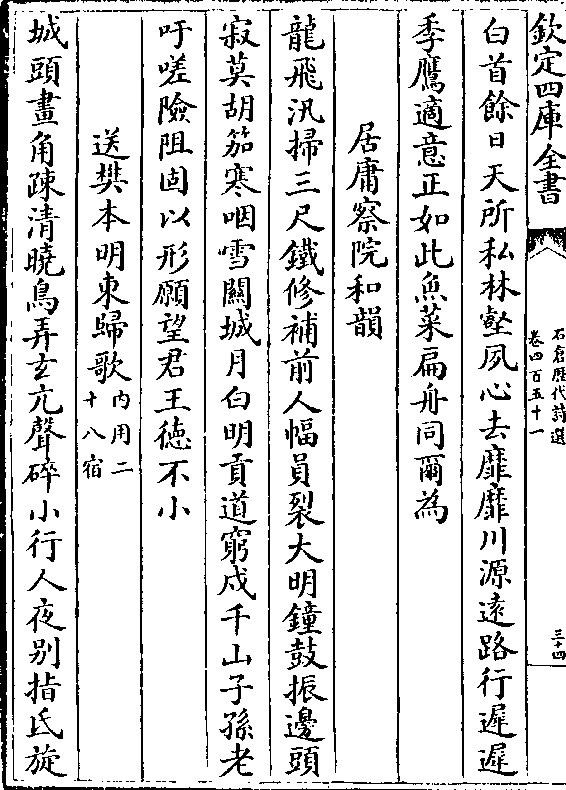 欽定四庫全書
石倉歷代詩選
卷四百五十一
三十四
白首餘日天所私林壑夙心去靡靡川源遠路行遲遲
季鷹適意正如此魚菜扁舟同爾為
居庸察院和韻
龍飛汛掃三尺鐵修補前人幅員裂大明鐘鼓振邊頭
寂莫胡笳寒咽雪關城月白明貢道窮戍千山子孫老
吁嗟險阻固以形願望君王徳不小
送樊本明東歸歌内用二十八宿
城頭畫角踈清曉鳥弄玄亢聲碎小行人夜别指氐旋